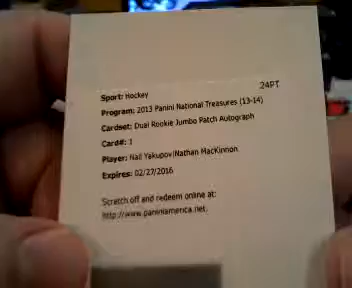 24PT
Sport: Hockey
Program: 2013 Panini National Treasures (13-14)
Cardset: Dual Rookie Jumbo Patch Autograph
Card#: 1
Player: Nail Yakupov/Nathan MacKinnon
Expires: 02/27/2016
Scratch off and redeem online at:
http://www.paniniamerica.net.